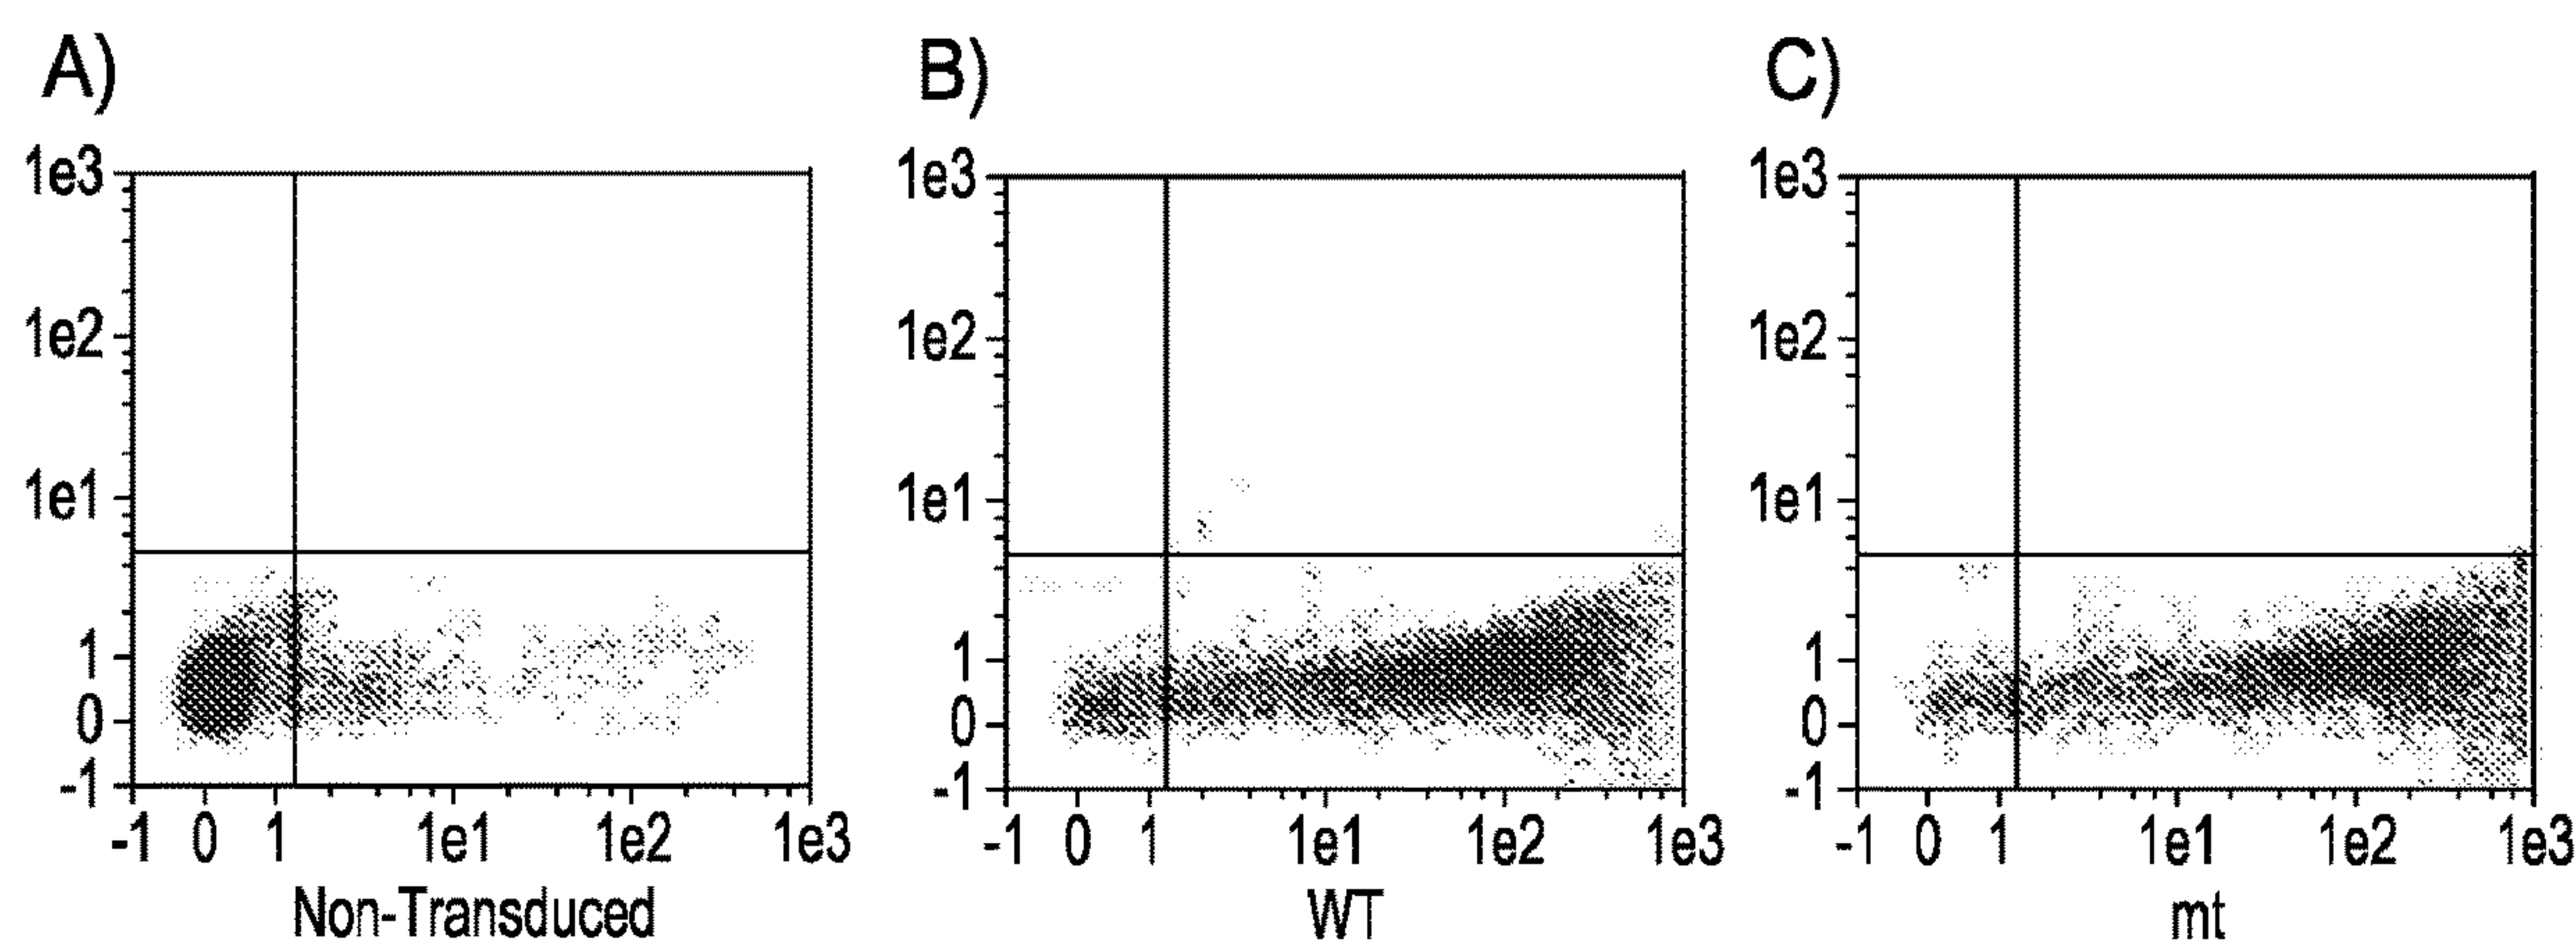 A) B) C)
1e3 1e3 1e3
1e2 1e2 1e2
1e1 1e1 1e1
1 1 1
0 0 0
-1 -1 -1
-1 0 1 1e1 1e2 1e3 -1 0 1 1e1 1e2 1e3 -1 0 1 1e1 1e2 1e3
Non-Transduced WT mt